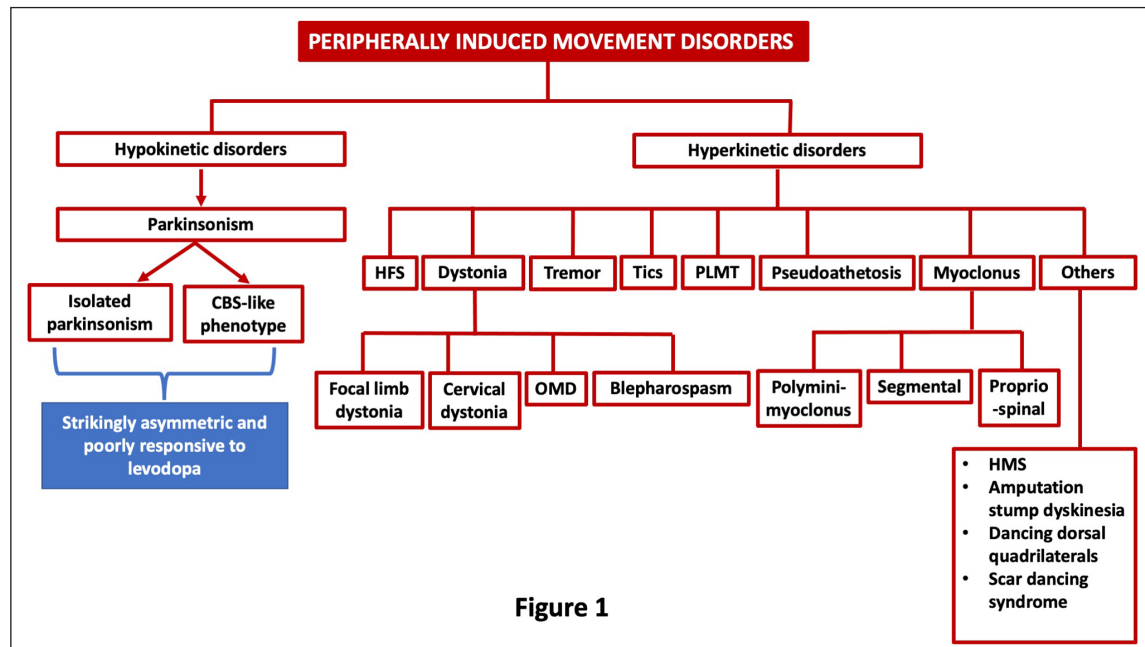 PERIPHERALLY INDUCED MOVEMENT DISORDERS
Hypokinetic disorders
Hyperkinetic disorders
Parkinsonism
Isolated
parkinsonism
CBS-like
phenotype
Strikingly asymmetric and
poorly responsive to
levodopa
HFS
Dystonia
Tremor
Tics
PLMT
Pseudoathetosis
Myoclonus
Others
Focal limb
dystonia
Cervical
dystonia
OMD
Blepharospasm
Polymini-
myoclonus
Segmental
Proprio
-spinal
• HMS
• Amputation
stump dyskinesia
• Dancing dorsal
quadrilaterals
• Scar dancing
syndrome
Figure 1